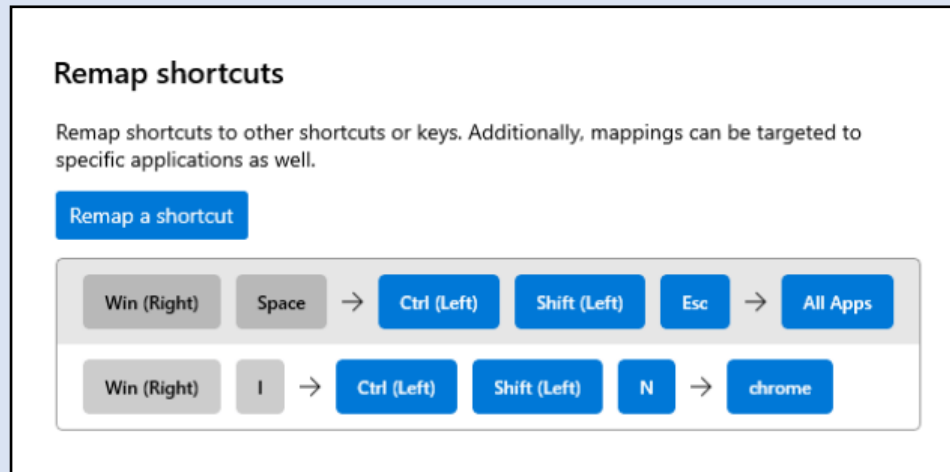 Remap shortcuts
Remap shortcuts to other shortcuts or keys. Additionally, mappings can be targeted to
specific applications as well.
Remap a shortcut
Win (Right) Space → Ctrl (Left) Shift (Left) Esc → All Apps
Win (Right) I → Ctrl (Left) Shift (Left) N → chrome